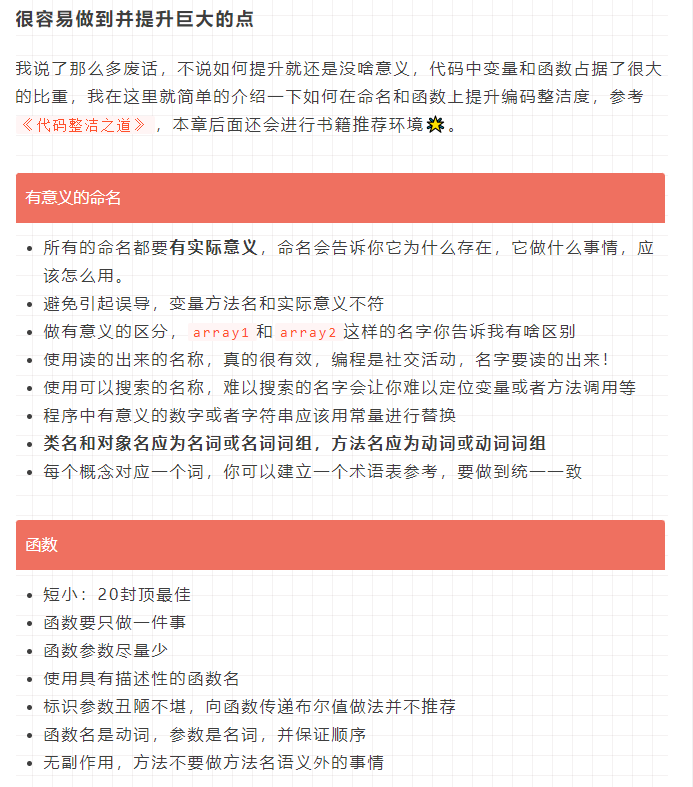 很容易做到并提升巨大的点
我说了那么多废话，不说如何提升就还是没啥意义，代码中变量和函数占据了很大
的比重，我在这里就简单的介绍一下如何在命名和函数上提升编码整洁度，参考
《代码整洁之道》，本章后面还会进行书籍推荐环境🌟。
有意义的命名
• 所有的命名都要有实际意义，命名会告诉你它为什么存在，它做什么事情，应
该怎么用。
• 避免引起误导，变量方法名和实际意义不符
• 做有意义的区分，array1和array2这样的名字你告诉我有啥区别
• 使用读的出来的名称，真的很有效，编程是社交活动，名字要读的出来！
• 使用可以搜索的名称，难以搜索的名字会让你难以定位变量或者方法调用等
• 程序中有意义的数字或者字符串应该用常量进行替换
• 类名和对象名应为名词或名词词组，方法名应为动词或动词词组
• 每个概念对应一个词，你可以建立一个术语表参考，要做到统一一致
函数
• 短小：20封顶最佳
• 函数要只做一件事
• 函数参数尽量少
• 使用具有描述性的函数名
• 标识参数丑陋不堪，向函数传递布尔值做法并不推荐
• 函数名是动词，参数是名词，并保证顺序
• 无副作用，方法不要做方法名语义外的事情